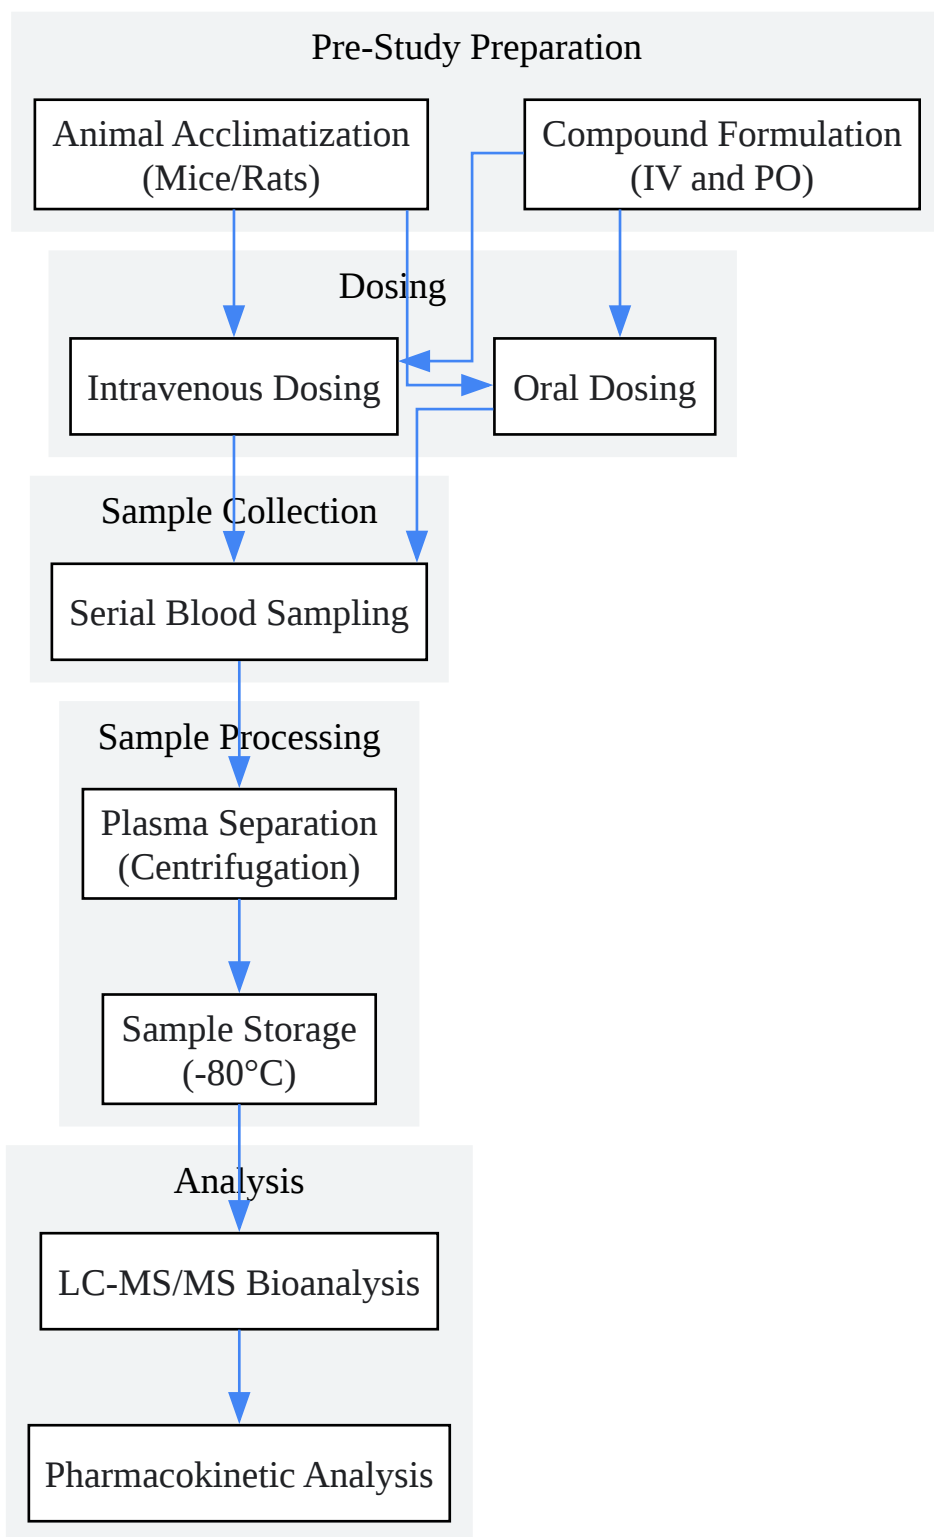 Pre-Study Preparation
Animal Acclimatization
(Mice/Rats)
Compound Formulation
(IV and PO)
Dosing
Intravenous Dosing
Oral Dosing
Sample Collection
Serial Blood Sampling
Sample Processing
Plasma Separation
(Centrifugation)
Sample Storage
(-80°C)
Analysis
LC-MS/MS Bioanalysis
Pharmacokinetic Analysis